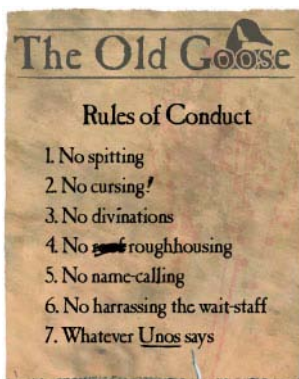 The Old Goose
Rules of Conduct
1. No spitting
2. No cursing!
3. No divinations
4. No roughhousing
5. No name-calling
6. No harrassing the wait-staff
7. Whatever Unos says